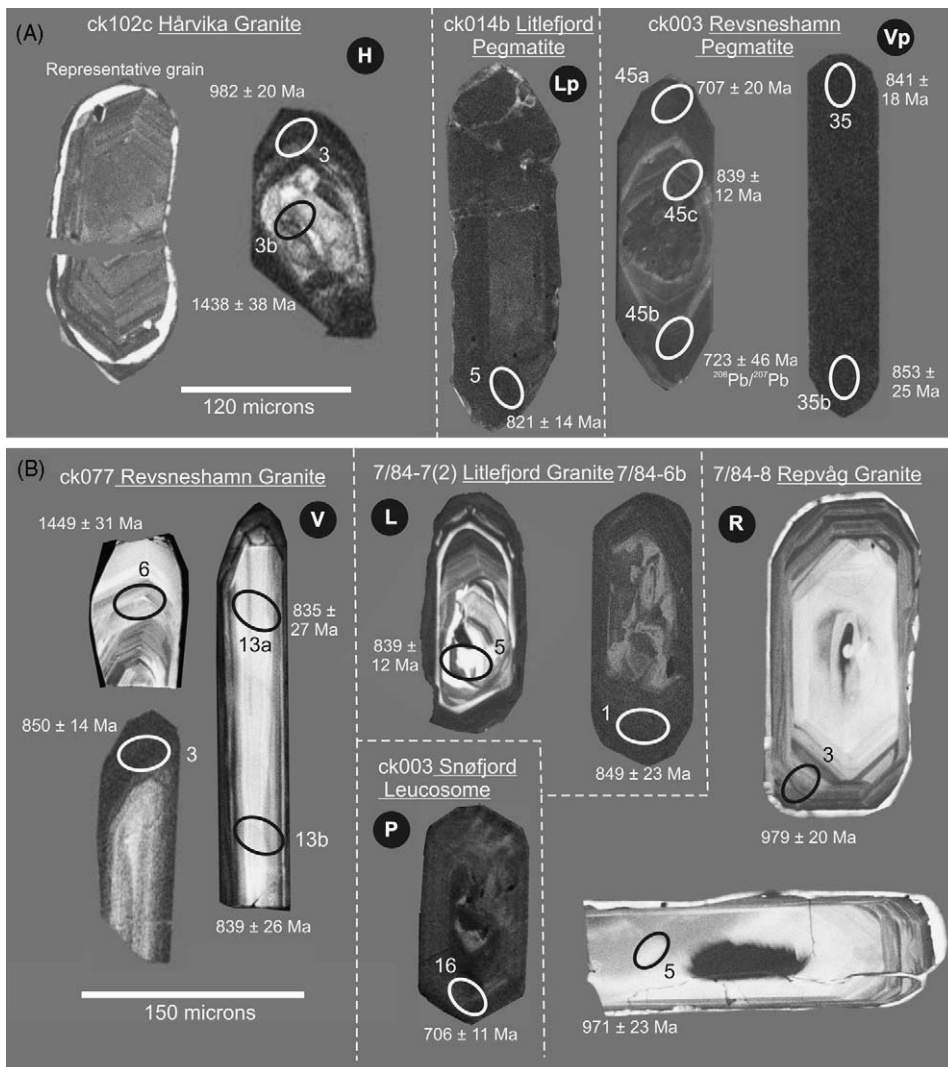 (A)
ck102c Hårvika Granite
H
Representative grain
982 ± 20 Ma
3
3b
1438 ± 38 Ma
120 microns
ck014b Litlefjord
Pegmatite
Lp
5
821 ± 14 Ma
ck003 Revsneshamn
Pegmatite
Vp
45a
707 ± 20 Ma
839 ±
12 Ma
45c
45b
723 ± 46 Ma
206Pb/207Pb
841 ±
18 Ma
35
853 ±
25 Ma
35b
(B)
ck077 Revsneshamn Granite
V
1449 ± 31 Ma
6
835 ±
27 Ma
13a
850 ± 14 Ma
3
13b
839 ± 26 Ma
150 microns
7/84-7(2) Litlefjord Granite 7/84-6b
L
839 ±
12 Ma
5
1
849 ± 23 Ma
ck003 Snøfjord
Leucosome
P
16
706 ± 11 Ma
7/84-8 Repvåg Granite
R
3
979 ± 20 Ma
5
971 ± 23 Ma